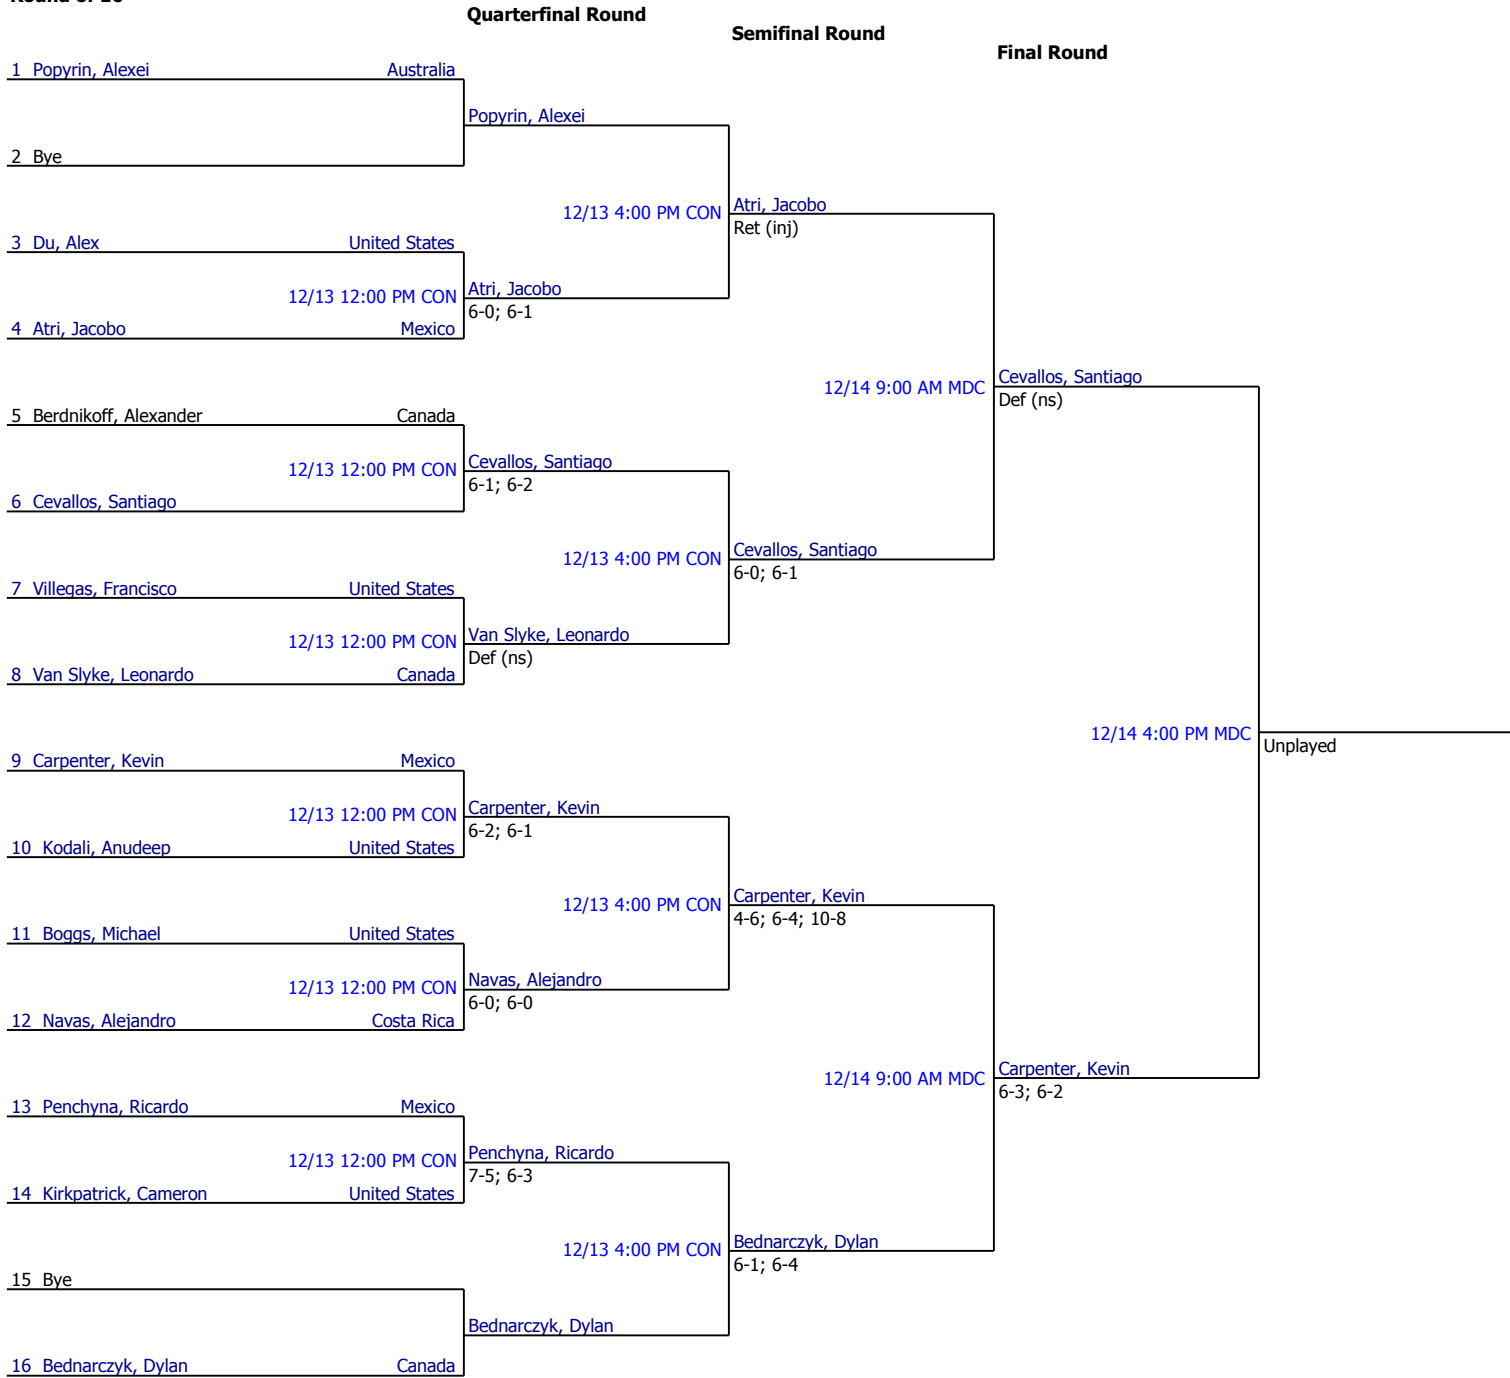 Quarterfinal Round
Semifinal Round
Final Round
1 Popyrin, Alexei Australia
Popyrin, Alexei
2 Bye
12/13 4:00 PM CON Atri, Jacobo
Ret (inj)
3 Du, Alex United States
12/13 12:00 PM CON Atri, Jacobo
6-0; 6-1
4 Atri, Jacobo Mexico
12/14 9:00 AM MDC Cevallos, Santiago
Def (ns)
5 Berdnikoff, Alexander Canada
12/13 12:00 PM CON Cevallos, Santiago
6-1; 6-2
6 Cevallos, Santiago
12/13 4:00 PM CON Cevallos, Santiago
6-0; 6-1
7 Villegas, Francisco United States
12/13 12:00 PM CON Van Slyke, Leonardo
Def (ns)
8 Van Slyke, Leonardo Canada
12/14 4:00 PM MDC Unplayed
9 Carpenter, Kevin Mexico
12/13 12:00 PM CON Carpenter, Kevin
6-2; 6-1
10 Kodali, Anudeep United States
12/13 4:00 PM CON Carpenter, Kevin
4-6; 6-4; 10-8
11 Boggs, Michael United States
12/13 12:00 PM CON Navas, Alejandro
6-0; 6-0
12 Navas, Alejandro Costa Rica
12/14 9:00 AM MDC Carpenter, Kevin
6-3; 6-2
13 Penchyna, Ricardo Mexico
12/13 12:00 PM CON Penchyna, Ricardo
7-5; 6-3
14 Kirkpatrick, Cameron United States
12/13 4:00 PM CON Bednarczyk, Dylan
6-1; 6-4
15 Bye
Bednarczyk, Dylan
16 Bednarczyk, Dylan Canada